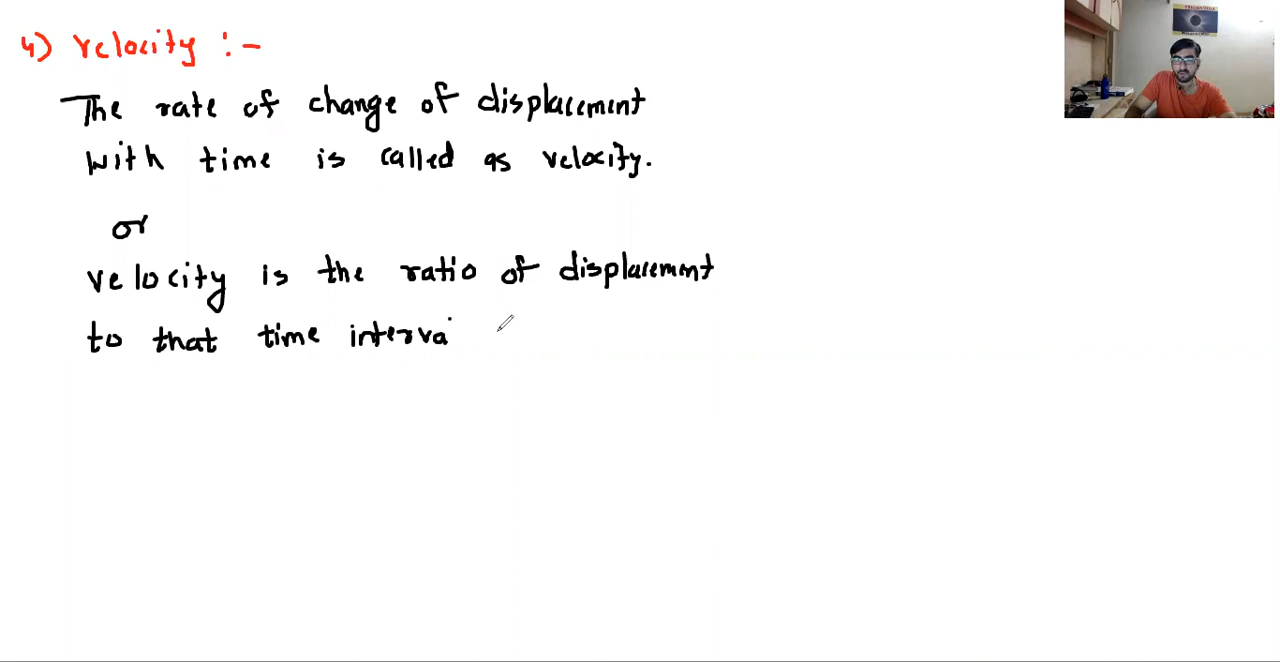 4) velocity :-
The rate of change of displacement
with time is called as velocity.
or
velocity is the ratio of displacement
to that time interva